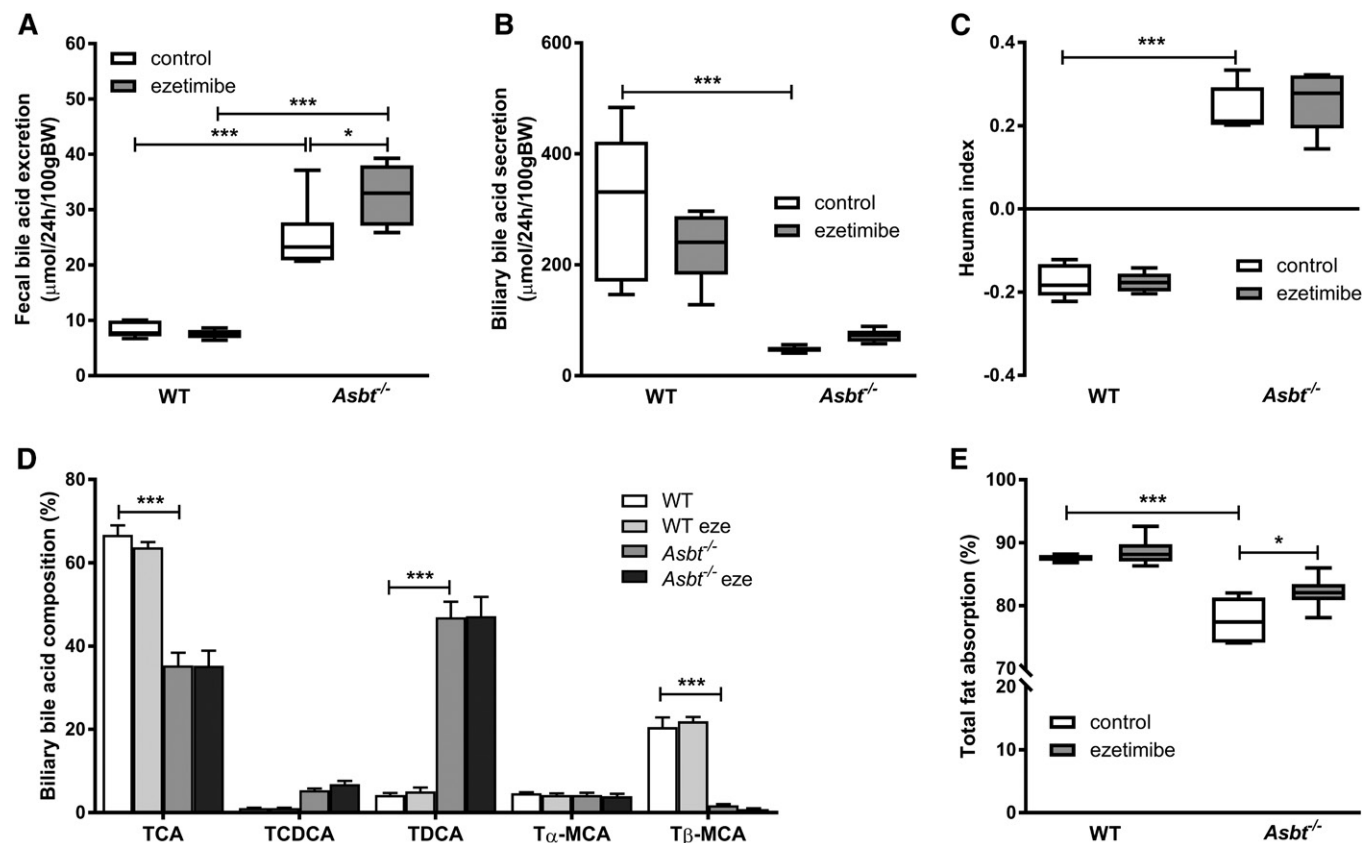 A
Fecal bile acid excretion
(μmol/24h/100gBW)
60
50
40
30
20
10
0
control
ezetimibe
***
***
*
WT
Asbt-/-
B
Biliary bile acid secretion
(μmol/24h/100gBW)
600
400
200
0
***
control
ezetimibe
WT
Asbt-/-
C
Heuman index
0.4
0.2
0.0
-0.2
-0.4
***
control
ezetimibe
WT
Asbt-/-
D
Biliary bile acid composition (%)
80
60
40
20
0
***
***
***
WT
WT eze
Asbt-/-
Asbt-/- eze
TCA
TCDCA
TDCA
Tα-MCA
Tβ-MCA
E
Total fat absorption (%)
100
90
80
70
20
10
0
***
*
control
ezetimibe
WT
Asbt-/-